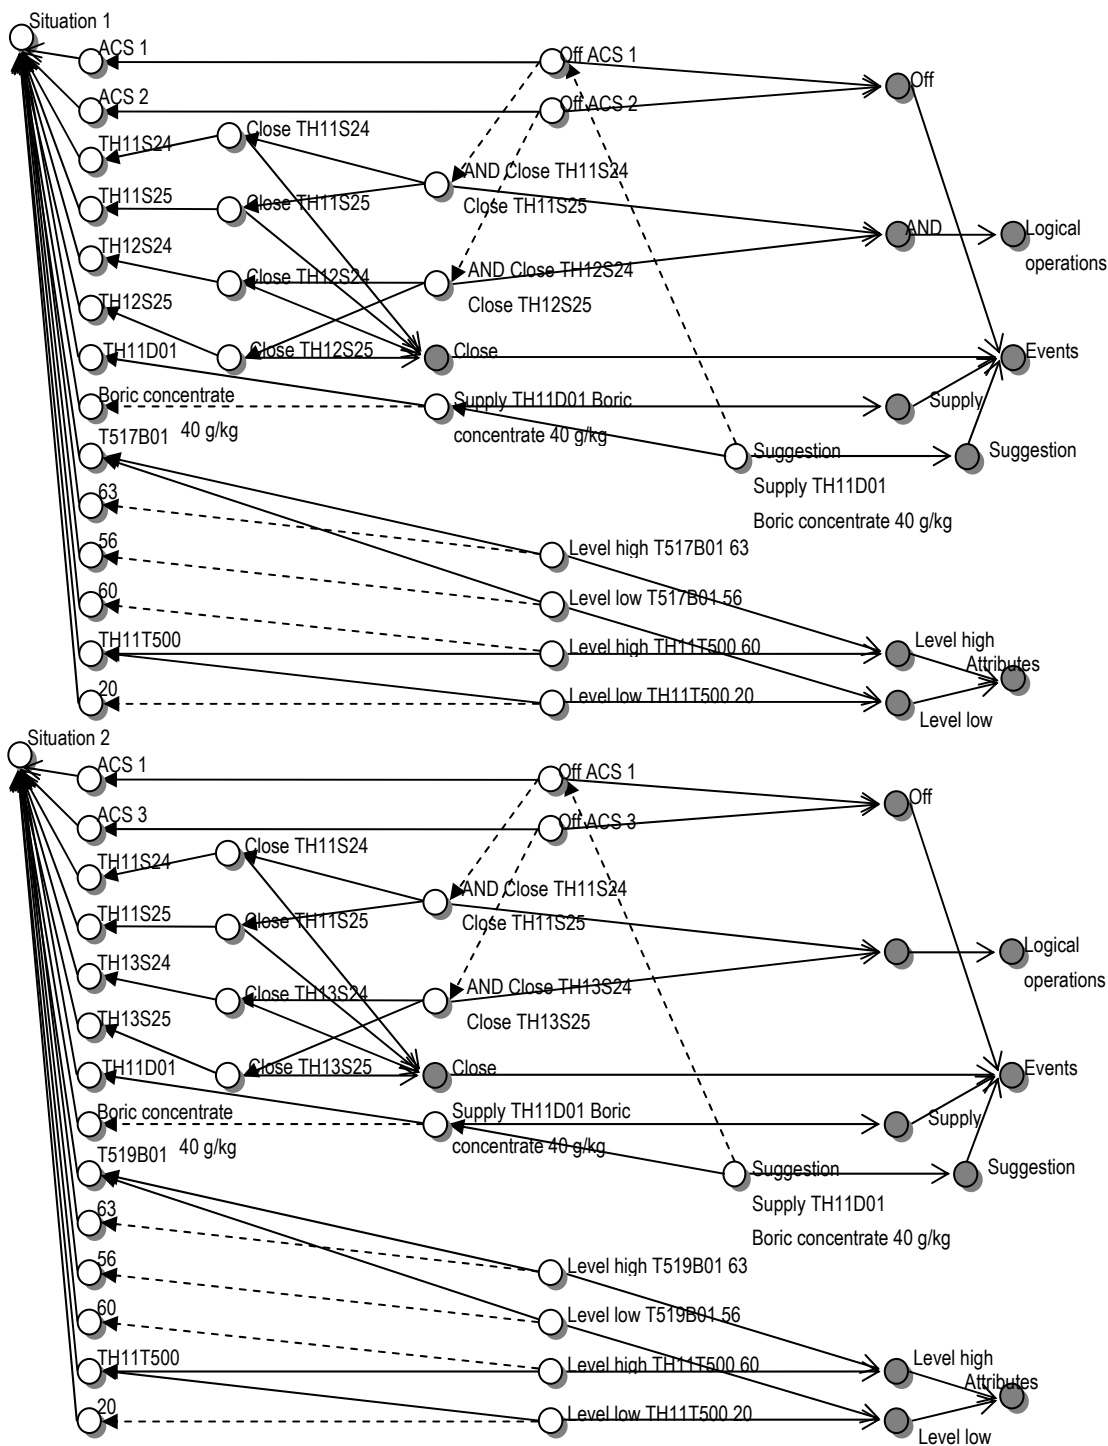 Situation 1
ACS 1
Off ACS 1
Off
ACS 2
Off ACS 2
TH11S24
Close TH11S24
AND Close TH11S24
Close TH11S25
TH11S25
Close TH11S25
AND
Logical
operations
TH12S24
Close TH12S24
AND Close TH12S24
Close TH12S25
TH12S25
Close TH12S25
TH11D01
Close
Events
Boric concentrate
40 g/kg
Supply TH11D01 Boric
concentrate 40 g/kg
Supply
T517B01
Suggestion
Supply TH11D01
Boric concentrate 40 g/kg
Suggestion
63
Level high T517B01 63
56
Level low T517B01 56
60
Level high TH11T500 60
TH11T500
Level high
Attributes
20
Level low TH11T500 20
Level low
Situation 2
ACS 1
Off ACS 1
Off
ACS 3
Off ACS 3
TH11S24
Close TH11S24
AND Close TH11S24
Close TH11S25
TH11S25
Close TH11S25
Logical
operations
TH13S24
Close TH13S24
AND Close TH13S24
Close TH13S25
TH13S25
Close TH13S25
TH11D01
Close
Events
Boric concentrate
40 g/kg
Supply TH11D01 Boric
concentrate 40 g/kg
Supply
T519B01
Suggestion
Supply TH11D01
Boric concentrate 40 g/kg
Suggestion
63
Level high T519B01 63
56
Level low T519B01 56
60
Level high TH11T500 60
TH11T500
Level high
Attributes
20
Level low TH11T500 20
Level low